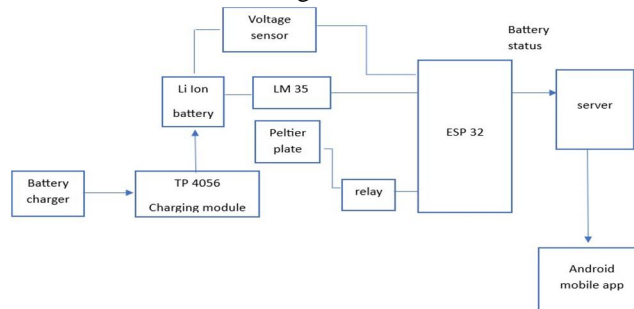 Voltage
sensor
Battery
status
Li Ion
battery
LM 35
ESP 32
server
Peltier
plate
relay
Battery
charger
TP 4056
Charging module
Android
mobile app